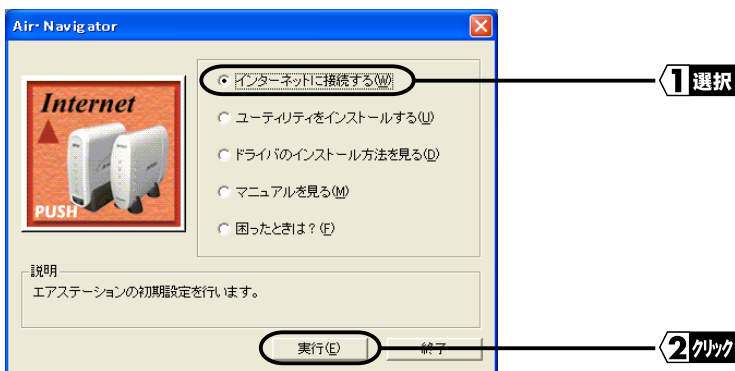 Air・Navigator
インターネットに接続する(W)
1 選択
Internet
ユーティリティをインストールする(U)
ドライバのインストール方法を見る(D)
マニュアルを見る(M)
PUSH
困ったときは？(F)
説明
エアステーションの初期設定を行います。
実行(E)
終了
2 クリック